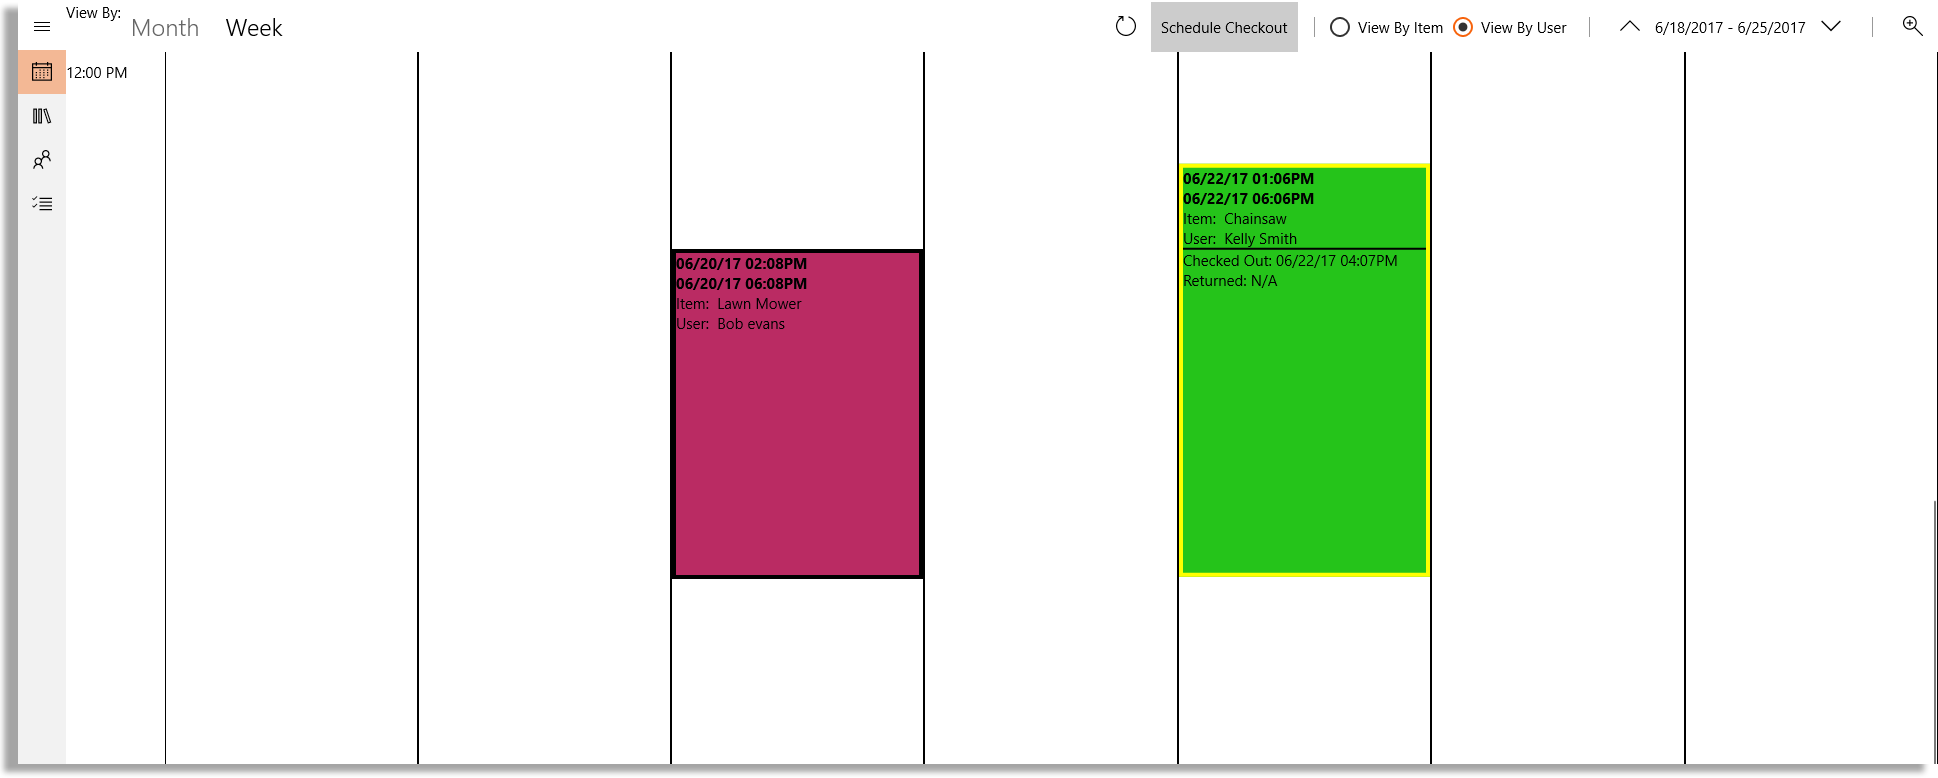 View By:
Month Week
Schedule Checkout
View By Item
View By User
6/18/2017 - 6/25/2017
12:00 PM
06/20/17 02:08PM
06/20/17 06:08PM
Item: Lawn Mower
User: Bob evans
06/22/17 01:06PM
06/22/17 06:06PM
Item: Chainsaw
User: Kelly Smith
Checked Out: 06/22/17 04:07PM
Returned: N/A